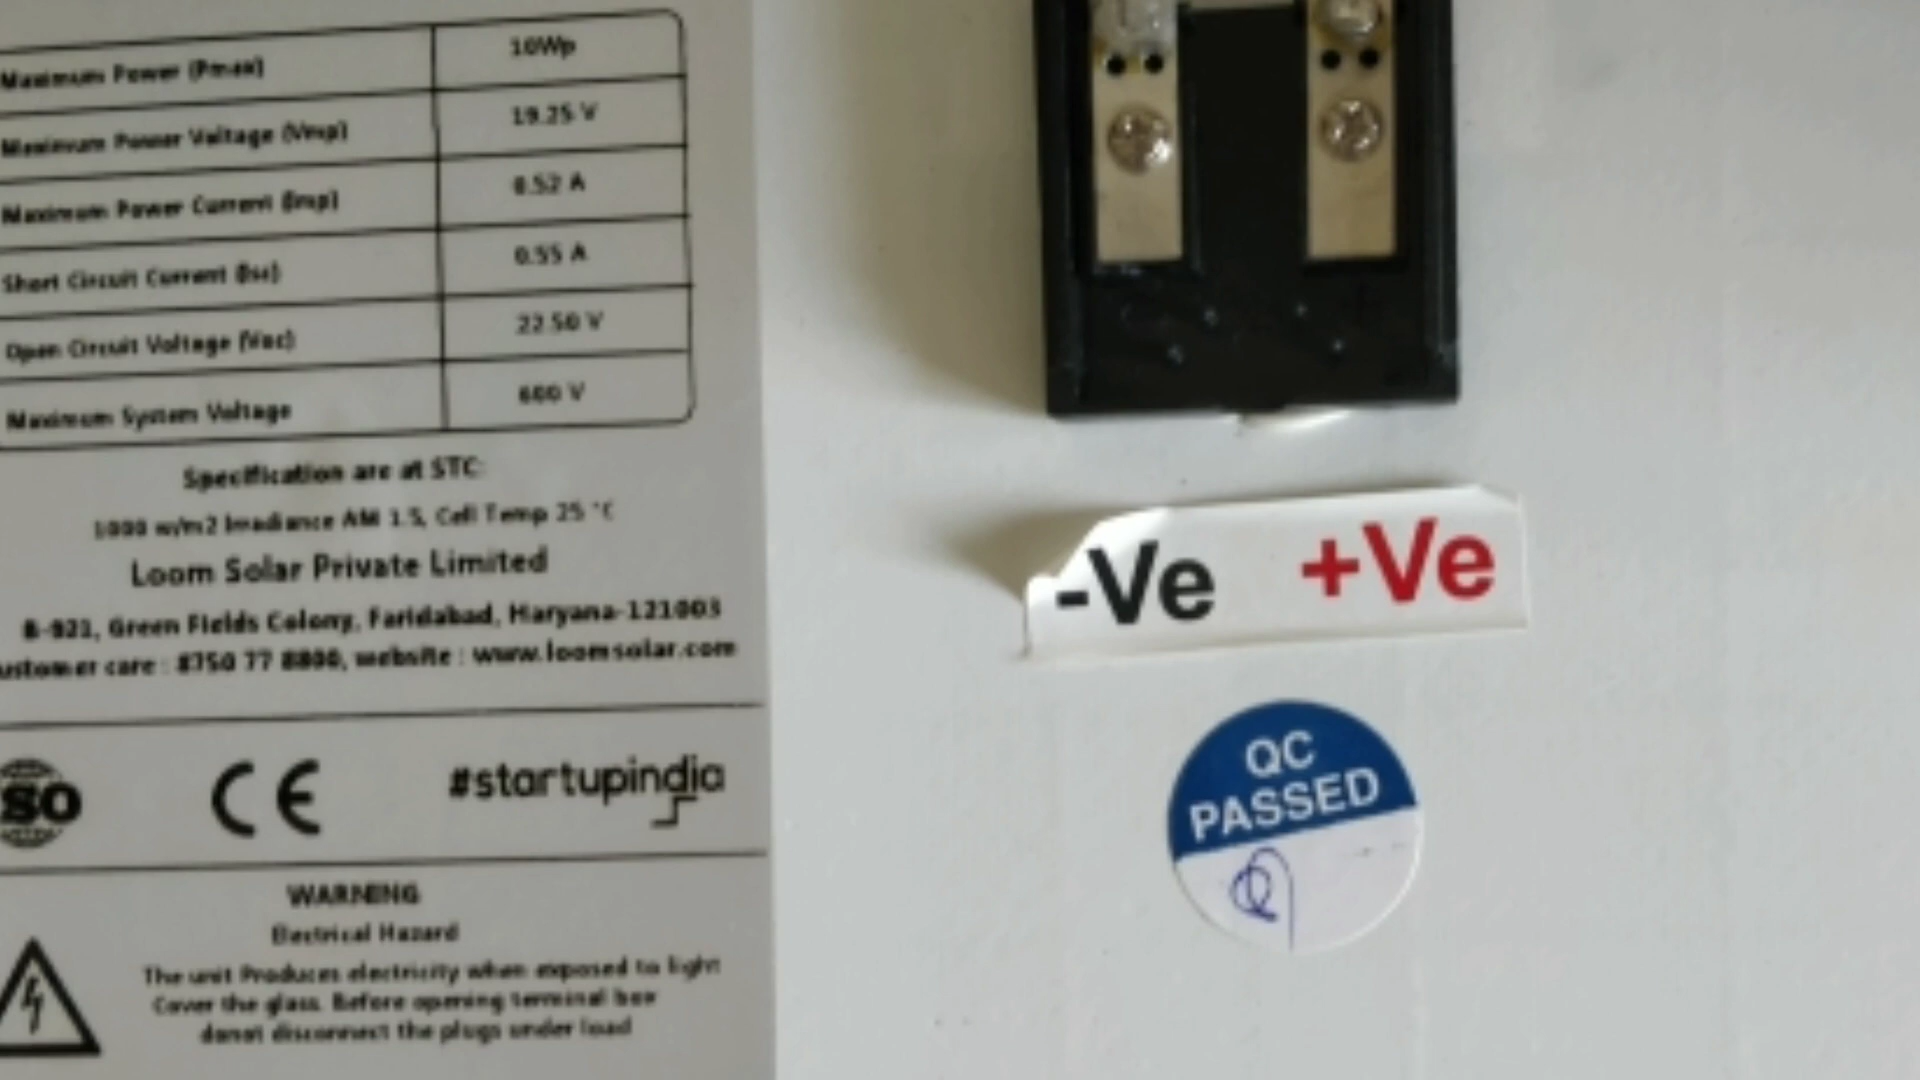 Maximum Power (Pmax) 10Wp
Maximum Power Voltage (Vmp) 19.25 V
Maximum Power Current (Imp) 0.52 A
Short Circuit Current (Isc) 0.55 A
Open Circuit Voltage (Voc) 22.50 V
Maximum System Voltage 600 V
Specification are at STC:
1000 w/m2 Irradiance AM 1.5, Cell Temp 25 °C
Loom Solar Private Limited
Green Fields Colony, Faridabad, Haryana-121003
ustomer care : 8750 77 8800, website : www.loomsolar.com
ISO
CE
#startupindia
WARNING
Electrical Hazard
The unit Produces electricity when exposed to light
Cover the glass. Before opening terminal box
donot disconnect the plugs under load
-Ve +Ve
QC
PASSED